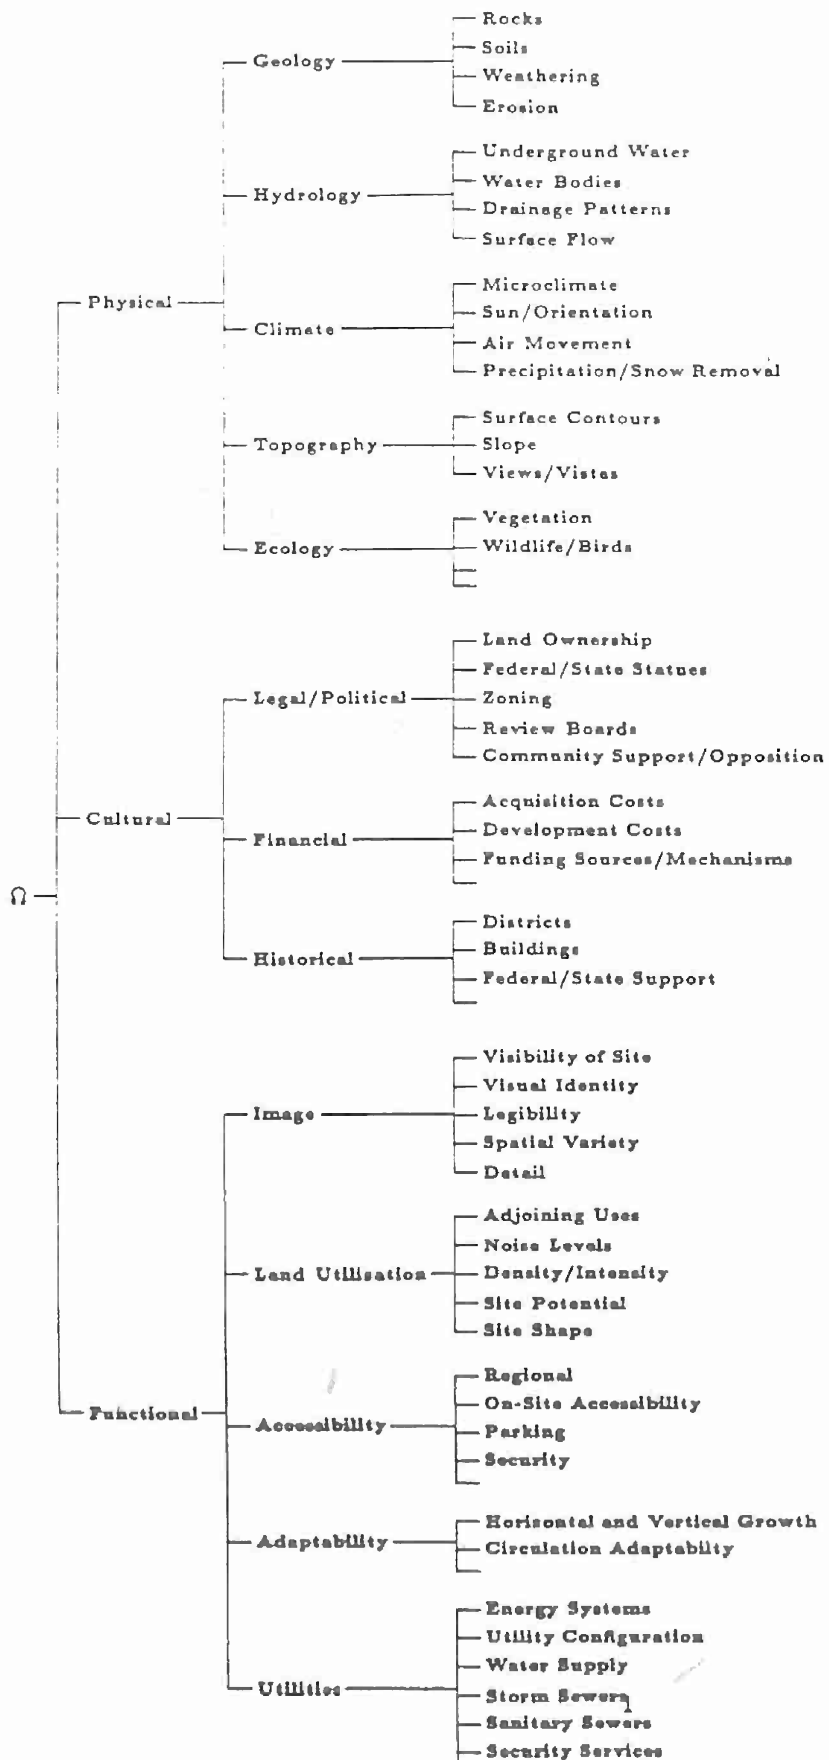 Rocks
Geology
Soils
Weathering
Erosion
Underground Water
Hydrology
Water Bodies
Drainage Patterns
Surface Flow
Physical
Microclimate
Climate
Sun/Orientation
Air Movement
Precipitation/Snow Removal
Surface Contours
Topography
Slope
Views/Vistas
Vegetation
Ecology
Wildlife/Birds
Land Ownership
Federal/State Statues
Legal/Political
Zoning
Review Boards
Community Support/Opposition
Cultural
Acquisition Costs
Financial
Development Costs
Funding Sources/Mechanisms
Ω
Districts
Historical
Buildings
Federal/State Support
Visibility of Site
Visual Identity
Image
Legibility
Spatial Variety
Detail
Adjoining Uses
Noise Levels
Land Utilisation
Density/Intensity
Site Potential
Site Shape
Functional
Regional
On-Site Accessibility
Accessibility
Parking
Security
Adaptability
Horisontal and Vertical Growth
Circulation Adaptabilty
Energy Systems
Utility Configuration
Water Supply
Utilities
Storm Sewers
Sanitary Sewers
Security Services